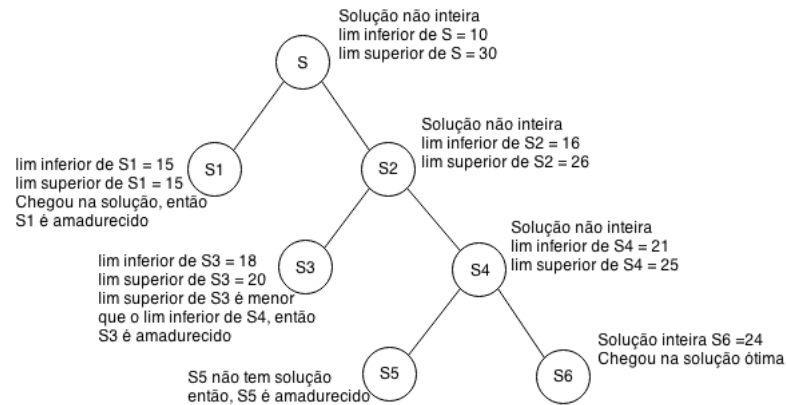 Solução não inteira
lim inferior de S = 10
lim superior de S = 30
S
Solução não inteira
lim inferior de S2 = 16
lim superior de S2 = 26
lim inferior de S1 = 15
lim superior de S1 = 15
Chegou na solução, então
S1 é amadurecido
S1
S2
Solução não inteira
lim inferior de S4 = 21
lim superior de S4 = 25
lim inferior de S3 = 18
lim superior de S3 = 20
lim superior de S3 é menor
que o lim inferior de S4, então
S3 é amadurecido
S3
S4
Solução inteira S6 =24
Chegou na solução ótima
S5 não tem solução
então, S5 é amadurecido
S5
S6